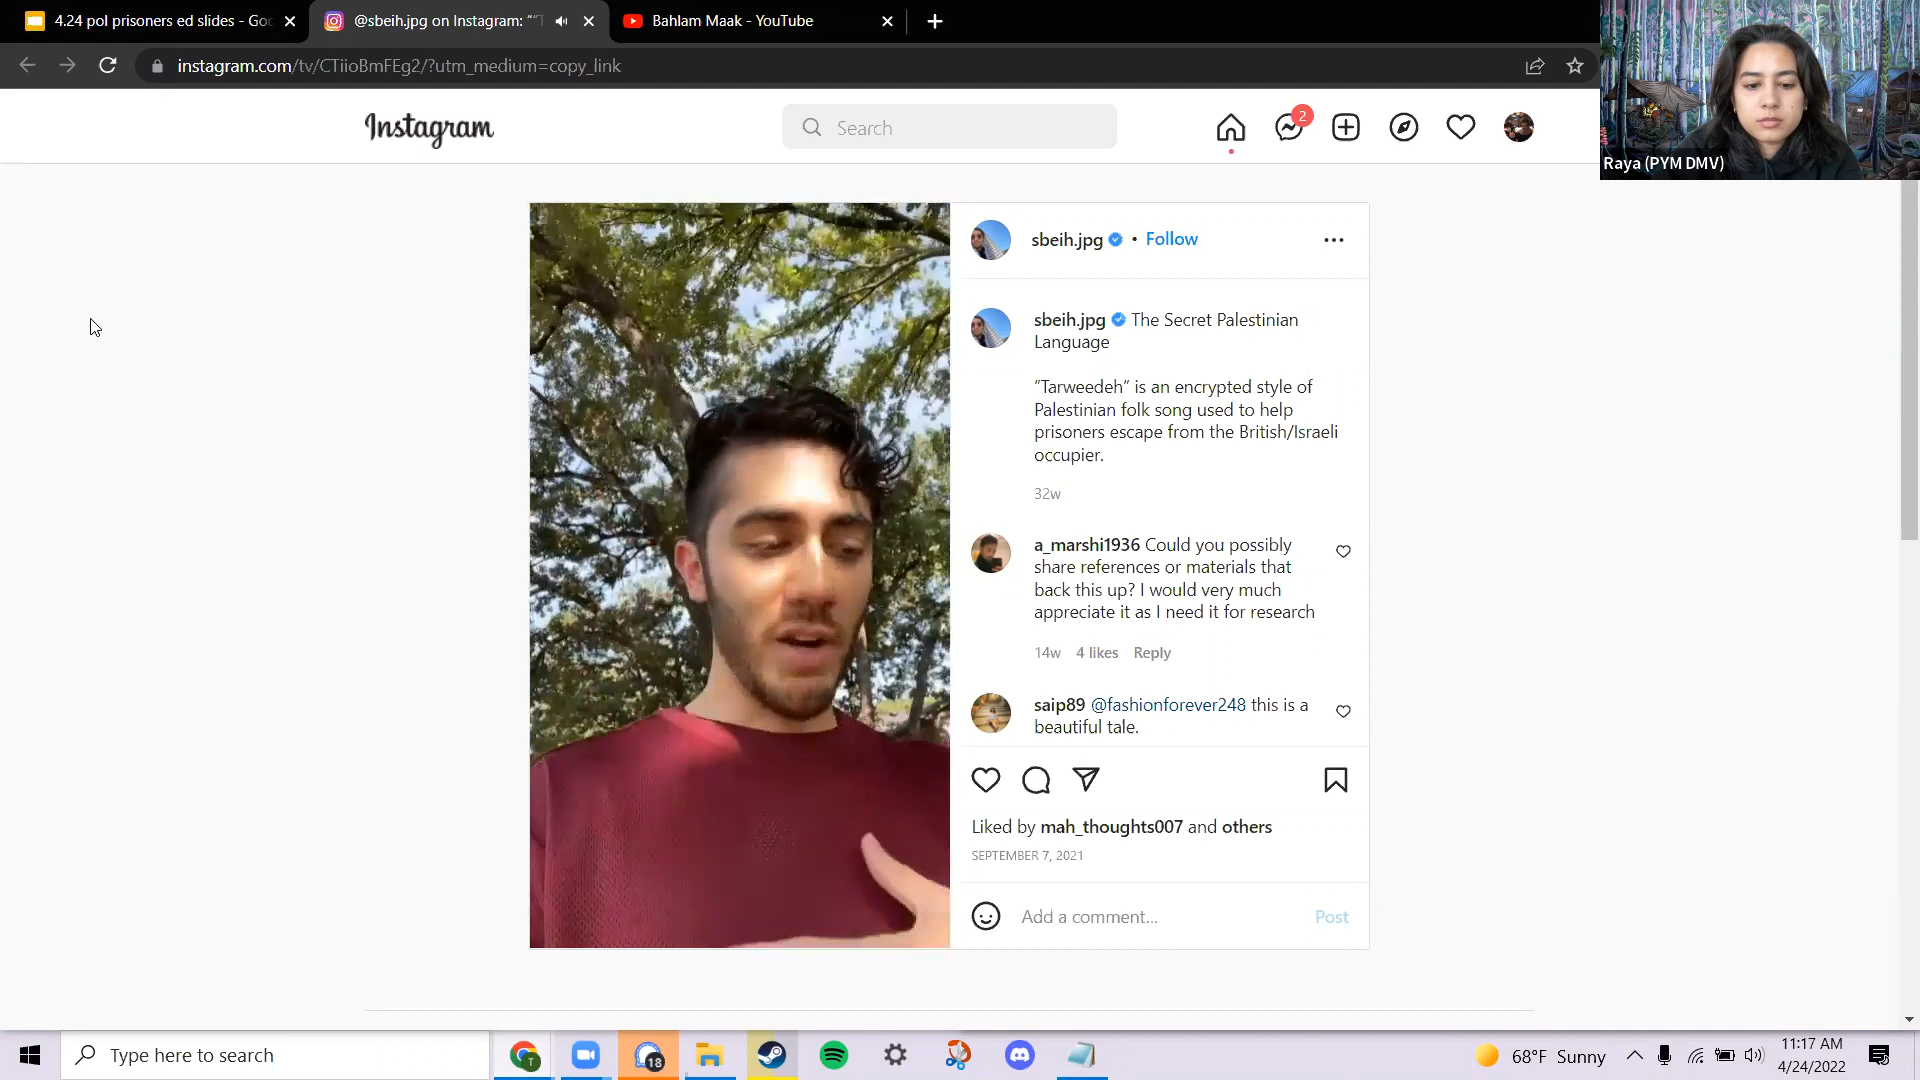 4.24 pol prisoners ed slides - Goo
@sbeih.jpg on Instagram: ““T
Bahlam Maak - YouTube
instagram.com/tv/CTiioBmFEg2/?utm_medium=copy_link
Raya (PYM DMV)
Instagram
Search
2
sbeih.jpg • Follow
sbeih.jpg The Secret Palestinian
Language
“Tarweedeh” is an encrypted style of
Palestinian folk song used to help
prisoners escape from the British/Israeli
occupier.
32w
a_marshi1936 Could you possibly
share references or materials that
back this up? I would very much
appreciate it as I need it for research
14w 4 likes Reply
saip89 @fashionforever248 this is a
beautiful tale.
Liked by mah_thoughts007 and others
SEPTEMBER 7, 2021
Add a comment... Post
Type here to search
T
18
68°F Sunny
11:17 AM
4/24/2022